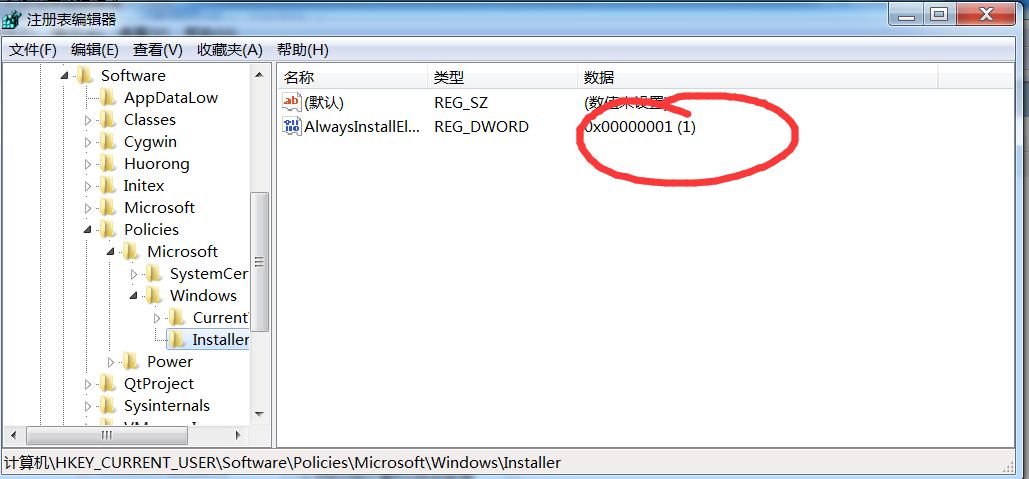 注册表编辑器
文件(F) 编辑(E) 查看(V) 收藏夹(A) 帮助(H)
Software
AppDataLow
Classes
Cygwin
Huorong
Initex
Microsoft
Policies
Microsoft
SystemCer
Windows
Current
Installer
Power
QtProject
Sysinternals
名称 类型 数据
ab (默认) REG_SZ (数值未设置)
AlwaysInstallEl... REG_DWORD 0x00000001 (1)
计算机\HKEY_CURRENT_USER\Software\Policies\Microsoft\Windows\Installer